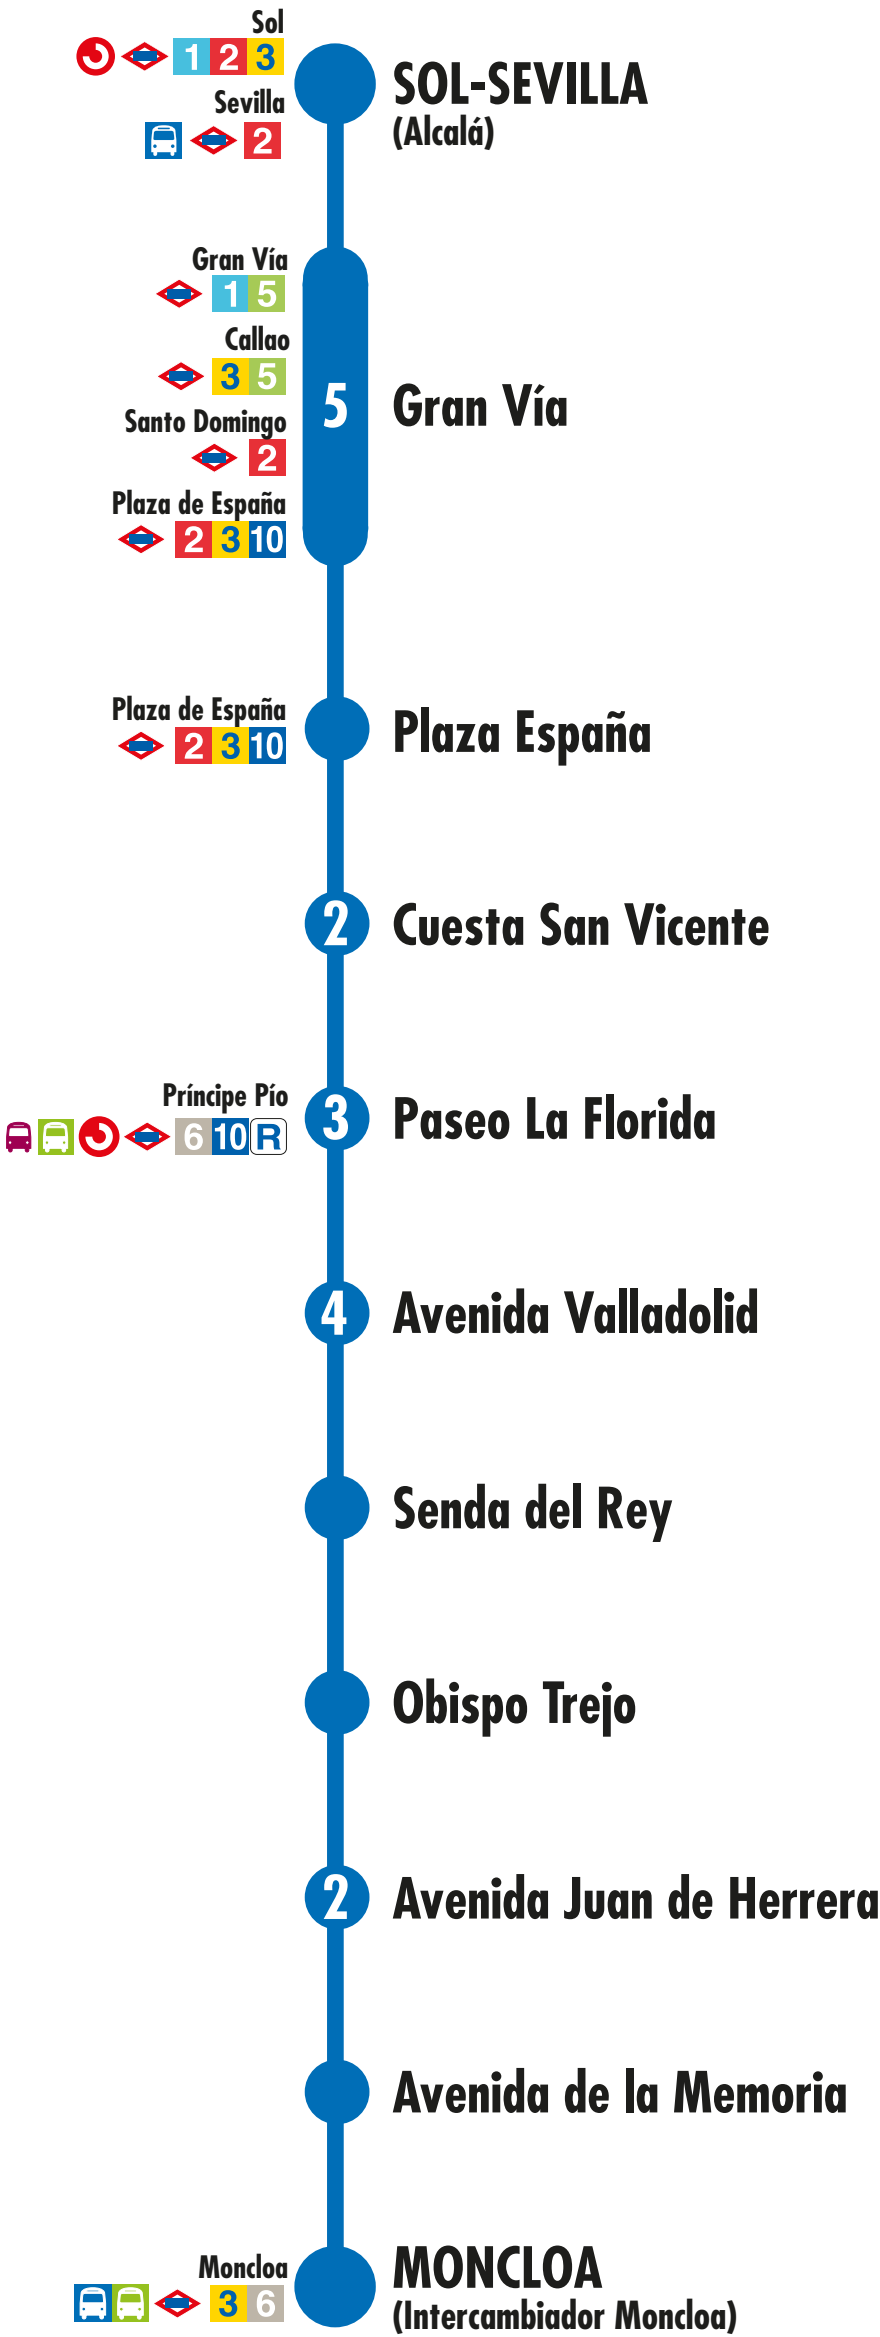 Sol
1 2 3
SOL-SEVILLA
(Alcalá)
Sevilla
2
Gran Vía
1 5
Callao
3 5
5
Gran Vía
Santo Domingo
2
Plaza de España
2 3 10
Plaza de España
2 3 10
Plaza España
2
Cuesta San Vicente
Príncipe Pío
6 10 R
3
Paseo La Florida
4
Avenida Valladolid
Senda del Rey
Obispo Trejo
2
Avenida Juan de Herrera
Avenida de la Memoria
Moncloa
3 6
MONCLOA
(Intercambiador Moncloa)